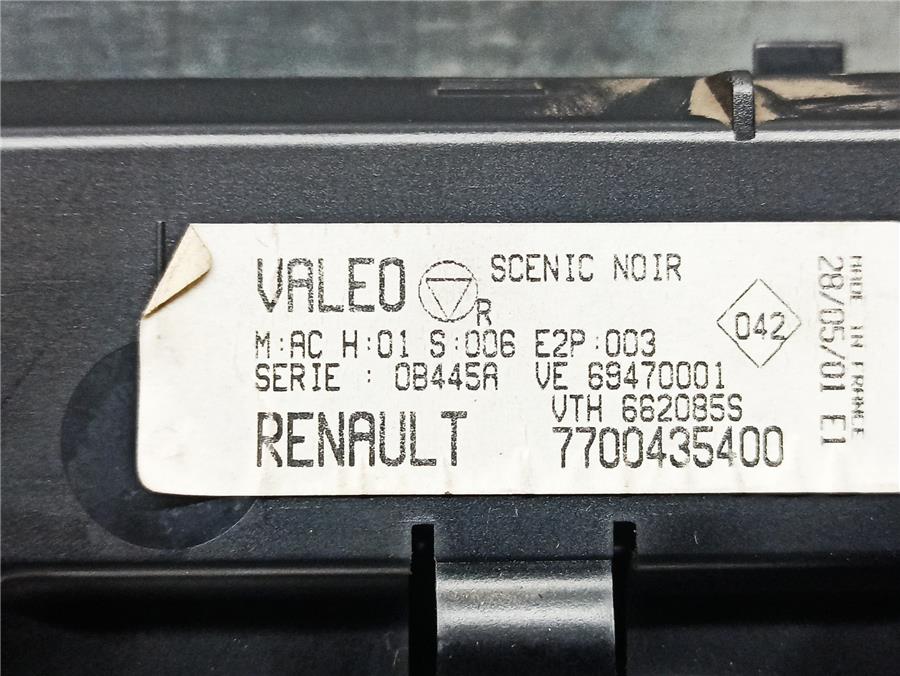 VALEO R SCENIC NOIR
M:AC H:01 S:006 E2P:003
SERIE : 0B445A VE 69470001
VTH 662085S
RENAULT 7700435400
042
MADE IN FRANCE
28/05/01 E1